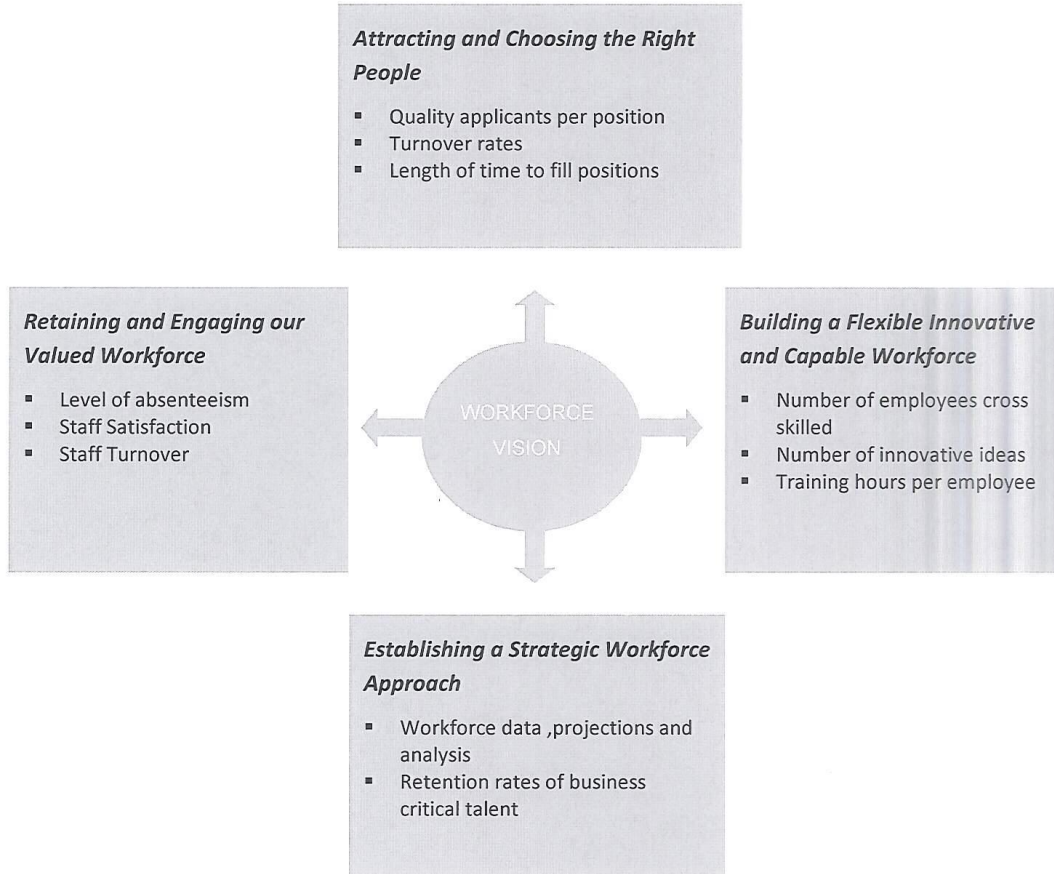 Attracting and Choosing the Right
People
▪ Quality applicants per position
▪ Turnover rates
▪ Length of time to fill positions
Retaining and Engaging our
Valued Workforce
▪ Level of absenteeism
▪ Staff Satisfaction
▪ Staff Turnover
WORKFORCE
VISION
Building a Flexible Innovative
and Capable Workforce
▪ Number of employees cross
skilled
▪ Number of innovative ideas
▪ Training hours per employee
Establishing a Strategic Workforce
Approach
▪ Workforce data ,projections and
analysis
▪ Retention rates of business
critical talent